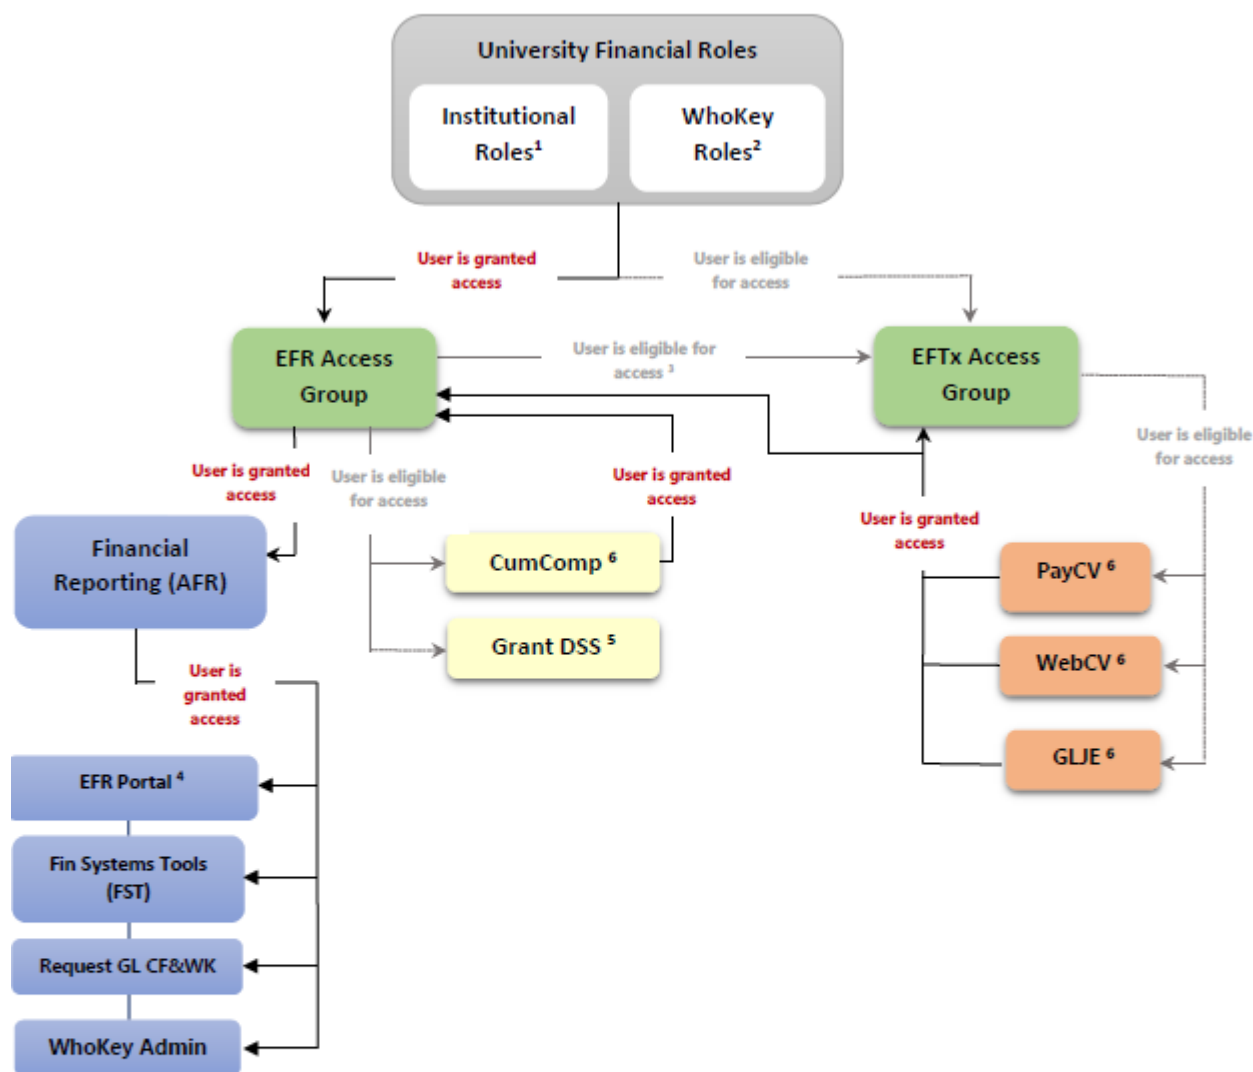 University Financial Roles
Institutional
Roles¹
WhoKey
Roles²
User is granted
access
User is eligible
for access
EFR Access
Group
User is eligible for
access ³
EFTx Access
Group
User is granted
access
User is eligible
for access
User is granted
access
User is granted
access
User is eligible
for access
Financial
Reporting (AFR)
CumComp ⁶
Grant DSS ⁵
PayCV ⁶
WebCV ⁶
GLJE ⁶
User is
granted
access
EFR Portal ⁴
Fin Systems Tools
(FST)
Request GL CF&WK
WhoKey Admin